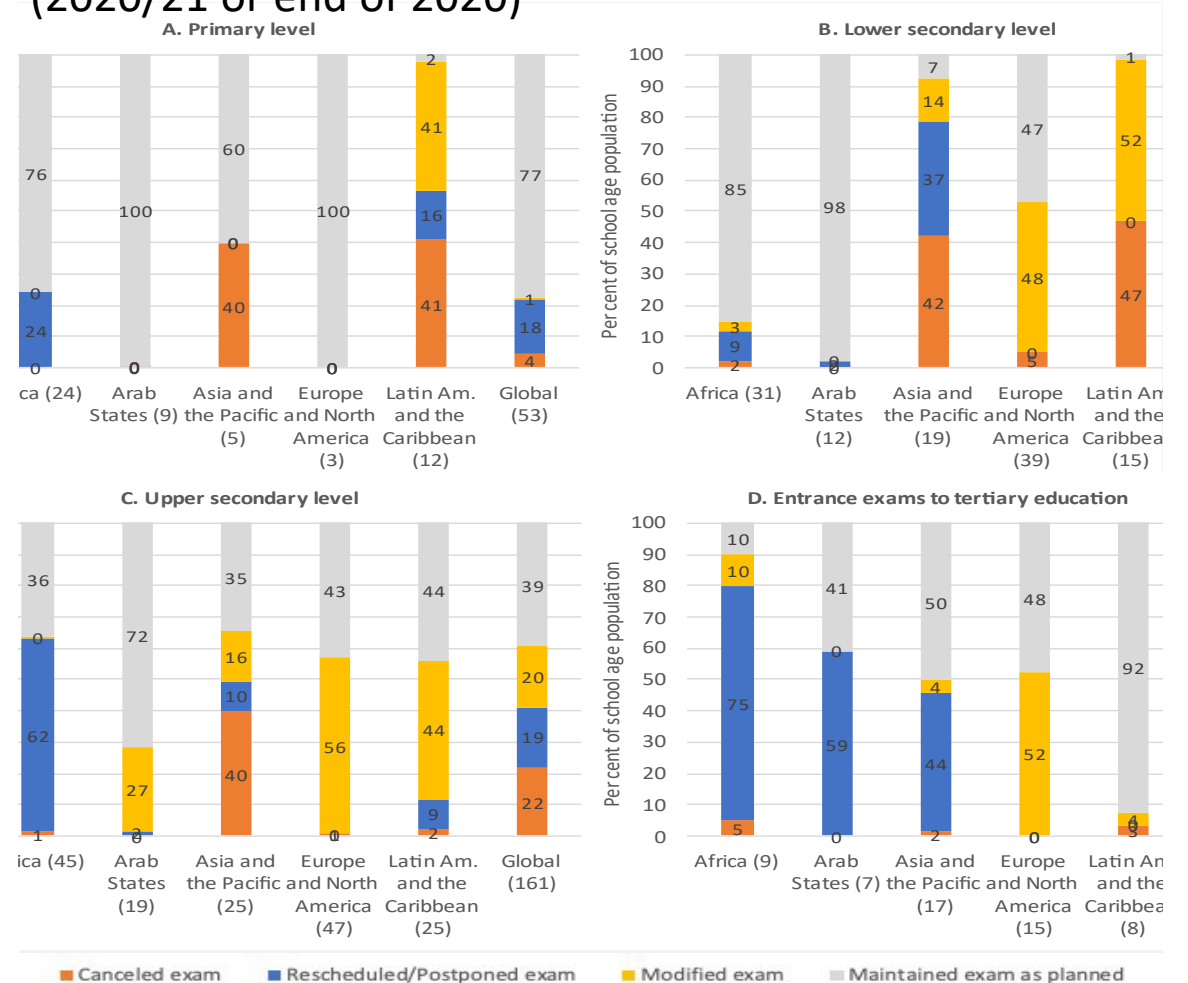 (2020/21 or end of 2020)
A. Primary level
2
41
16
41
76
0
24
0
100
0
60
0
40
100
0
77
1
18
4
ca (24)
Arab
States (9)
Asia and
the Pacific
(5)
Europe
and North
America
(3)
Latin Am.
and the
Caribbean
(12)
Global
(53)
B. Lower secondary level
Per cent of school age population
100
90
80
70
60
50
40
30
20
10
0
85
3
9
2
98
0
7
14
37
42
47
48
0
5
1
52
0
47
Africa (31)
Arab
States
(12)
Asia and
the Pacific
(19)
Europe
and North
America
(39)
Latin Am
and the
Caribbea
(15)
C. Upper secondary level
36
0
62
1
72
27
35
16
10
40
43
56
44
44
9
2
39
20
19
22
ica (45)
Arab
States
(19)
Asia and
the Pacific
(25)
Europe
and North
America
(47)
Latin Am.
and the
Caribbean
(25)
Global
(161)
D. Entrance exams to tertiary education
Per cent of school age population
100
90
80
70
60
50
40
30
20
10
0
10
10
75
5
41
0
59
0
50
4
44
2
48
52
0
92
4
3
Africa (9)
Arab
States (7)
Asia and
the Pacific
(17)
Europe
and North
America
(15)
Latin Am
and the
Caribbea
(8)
Canceled exam
Rescheduled/Postponed exam
Modified exam
Maintained exam as planned